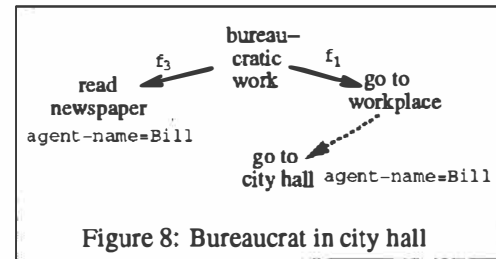 bureau-
cratic
work
f3
f1
read
newspaper
agent-name=Bill
go to
workplace
go to
city hall agent-name=Bill
Figure 8: Bureaucrat in city hall